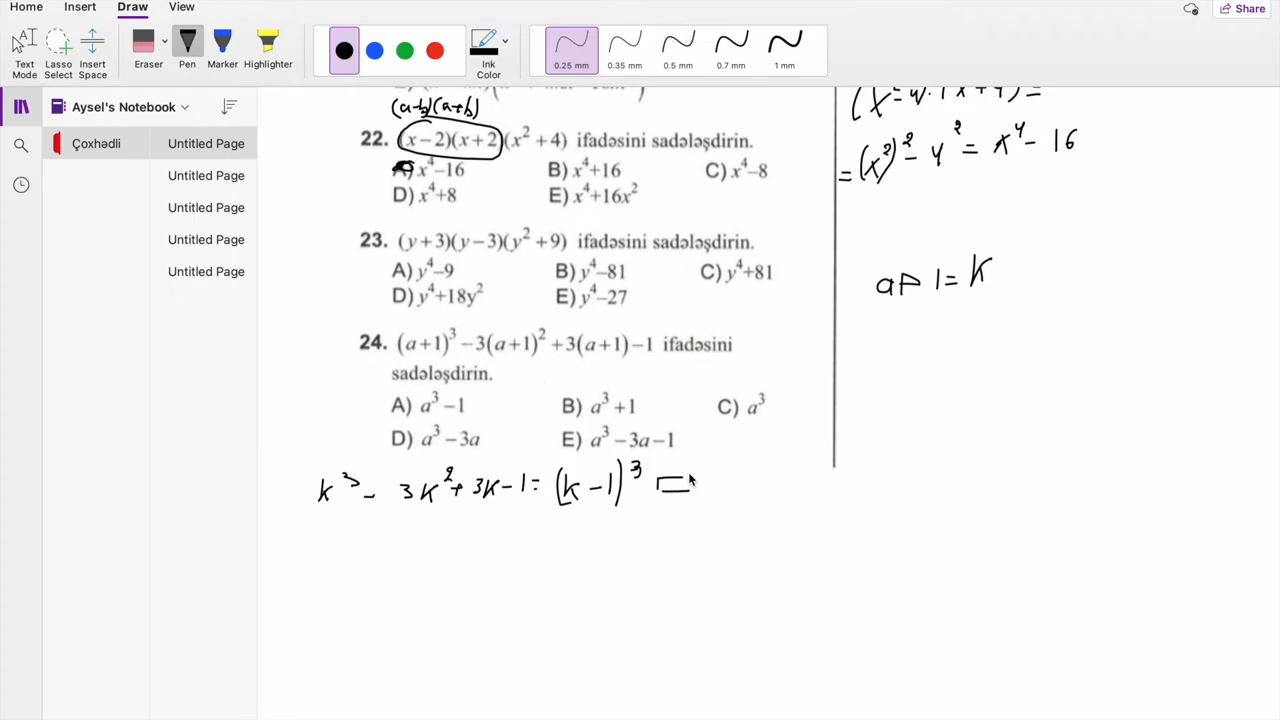 Home Insert Draw View
Share
Text Mode
Lasso Select
Insert Space
Eraser
Pen
Marker
Highlighter
Ink Color
0.25 mm 0.35 mm 0.5 mm 0.7 mm 1 mm
Aysel's Notebook
Çoxhədli
Untitled Page
Untitled Page
Untitled Page
Untitled Page
Untitled Page
(a-b)(a+b)
22. (x−2)(x+2)(x²+4) ifadəsini sadələşdirin.
A) x⁴−16 B) x⁴+16 C) x⁴−8
D) x⁴+8 E) x⁴+16x²
23. (y+3)(y−3)(y²+9) ifadəsini sadələşdirin.
A) y⁴−9 B) y⁴−81 C) y⁴+81
D) y⁴+18y² E) y⁴−27
24. (a+1)³−3(a+1)²+3(a+1)−1 ifadəsini
sadələşdirin.
A) a³−1 B) a³+1 C) a³
D) a³−3a E) a³−3a−1
k³ - 3k² + 3k - 1 = (k - 1)³ =
= (x²)² - 4² = x⁴ - 16
1 = k